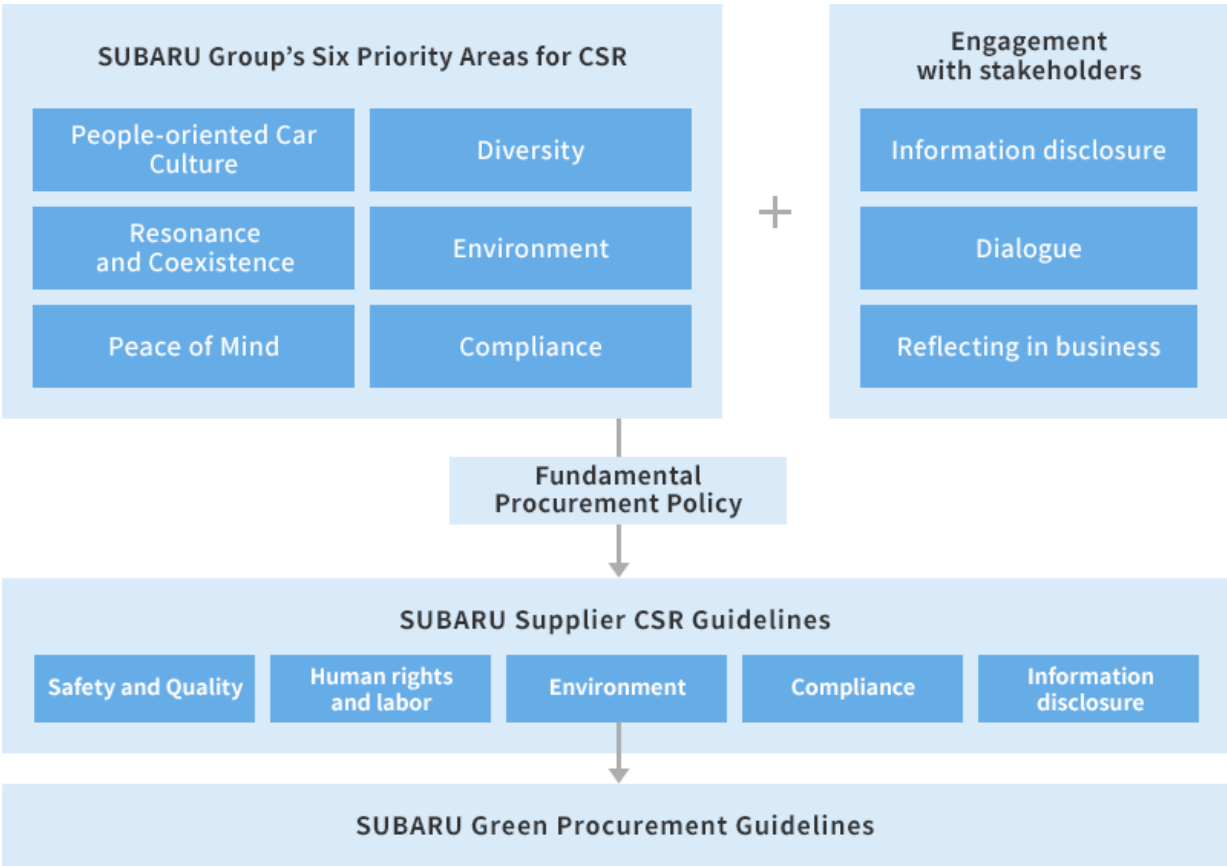 SUBARU Group’s Six Priority Areas for CSR
People-oriented Car
Culture
Diversity
Resonance
and Coexistence
Environment
Peace of Mind
Compliance
+
Engagement
with stakeholders
Information disclosure
Dialogue
Reflecting in business
Fundamental
Procurement Policy
SUBARU Supplier CSR Guidelines
Safety and Quality
Human rights
and labor
Environment
Compliance
Information
disclosure
SUBARU Green Procurement Guidelines